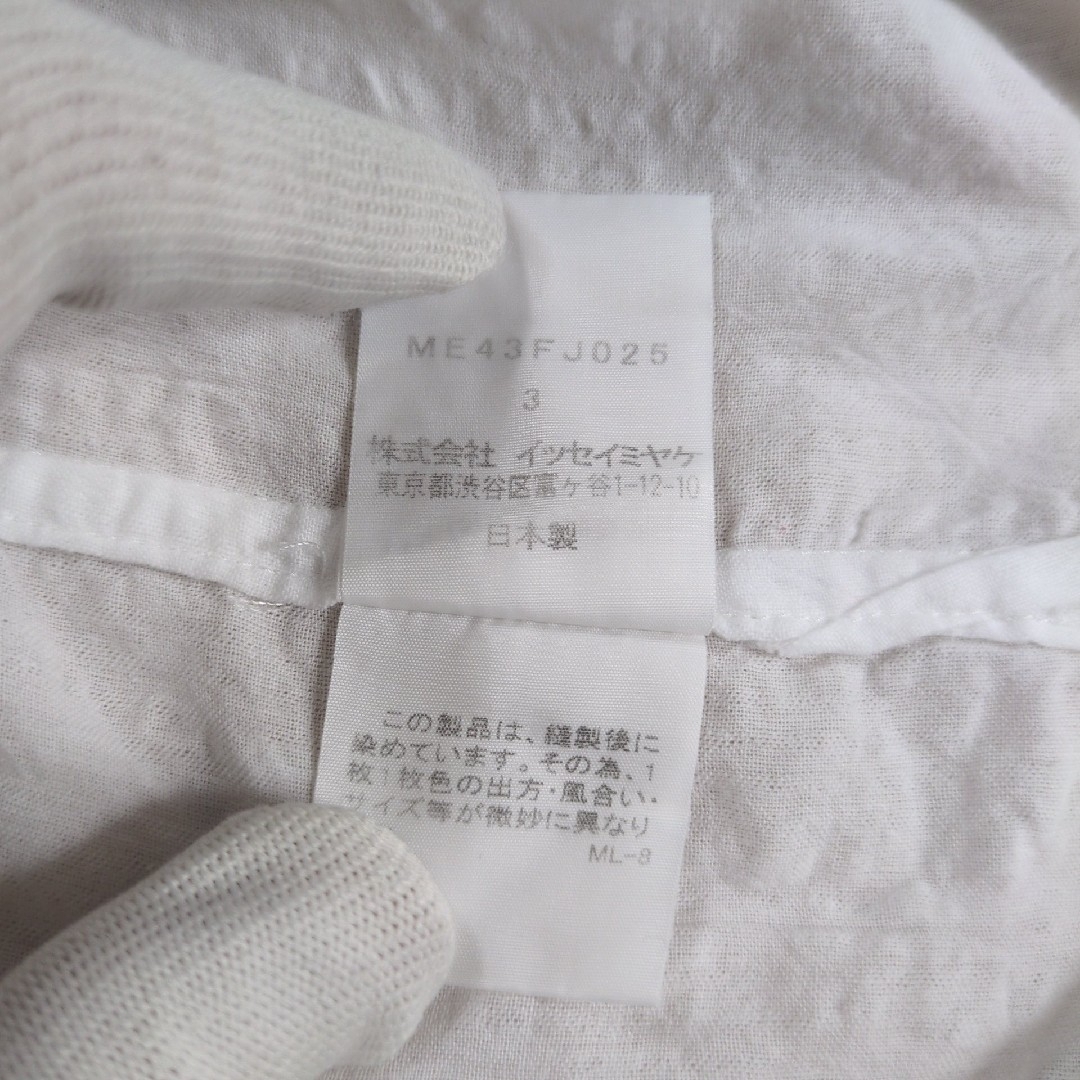 ME43FJ025
3
株式会社 イッセイミヤケ
東京都渋谷区富ヶ谷1-12-10
日本製
この製品は、縫製後に
染めています。その為、1
枚1枚色の出方・風合い・
サイズ等が微妙に異なり
ML-8